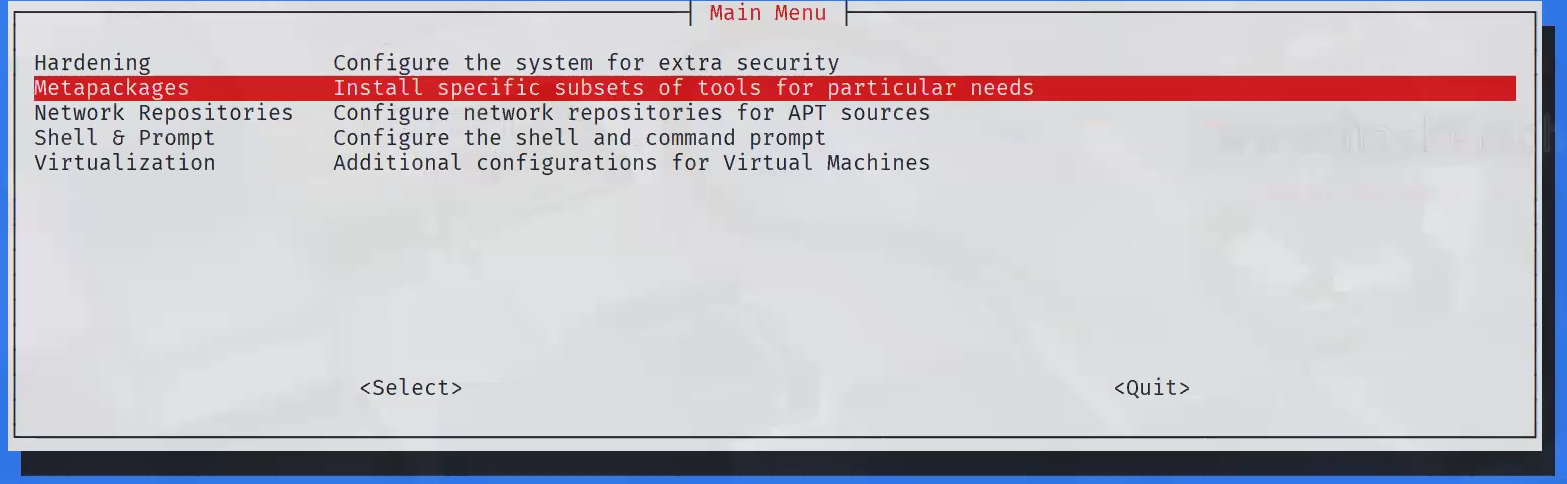 Main Menu
Hardening Configure the system for extra security
Metapackages Install specific subsets of tools for particular needs
Network Repositories Configure network repositories for APT sources
Shell & Prompt Configure the shell and command prompt
Virtualization Additional configurations for Virtual Machines
<Select> <Quit>